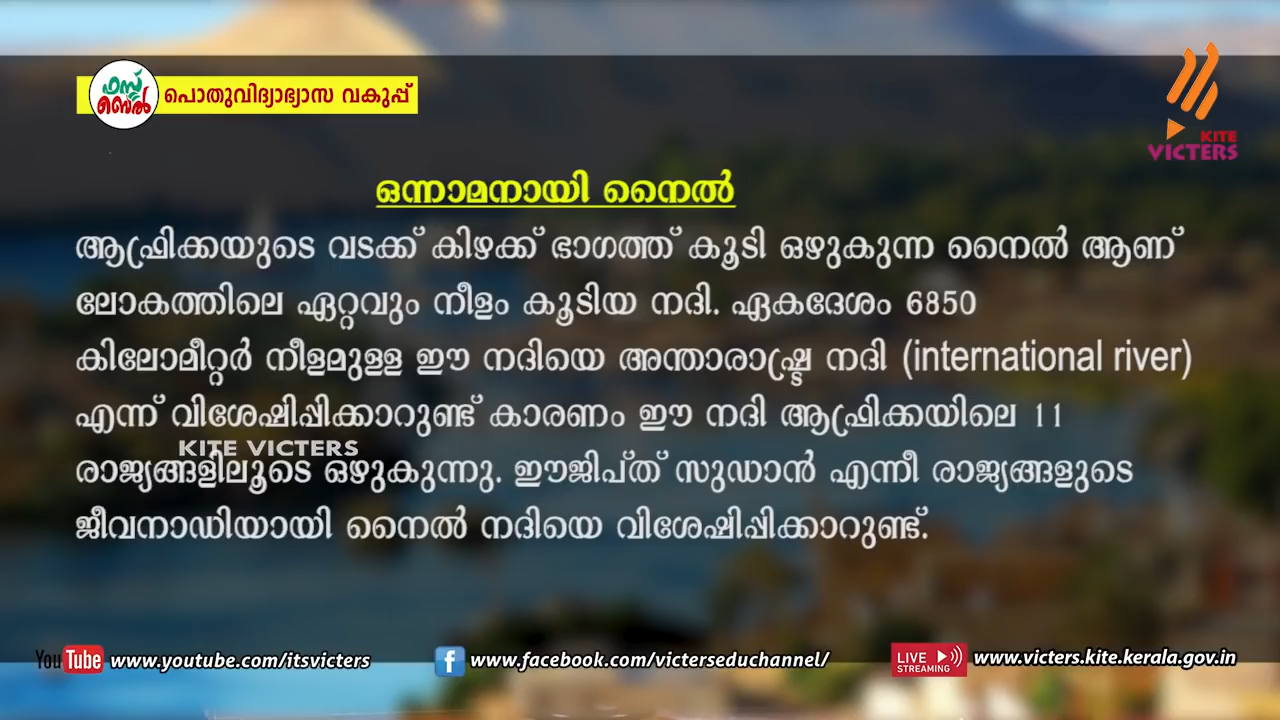 ഫസ്റ്റ് ബെൽ
പൊതുവിദ്യാഭ്യാസ വകുപ്പ്
KITE
VICTERS
ഒന്നാമനായി നൈൽ
ആഫ്രിക്കയുടെ വടക്ക് കിഴക്ക് ഭാഗത്ത് കൂടി ഒഴുകുന്ന നൈൽ ആണ്
ലോകത്തിലെ ഏറ്റവും നീളം കൂടിയ നദി. ഏകദേശം 6850
കിലോമീറ്റർ നീളമുളള ഈ നദിയെ അന്താരാഷ്ട്ര നദി (international river)
എന്ന് വിശേഷിപ്പിക്കാറുണ്ട് കാരണം ഈ നദി ആഫ്രിക്കയിലെ 11
KITE VICTERS
രാജ്യങ്ങളിലൂടെ ഒഴുകുന്നു. ഈജിപ്ത് സുഡാൻ എന്നീ രാജ്യങ്ങളുടെ
ജീവനാഡിയായി നൈൽ നദിയെ വിശേഷിപ്പിക്കാറുണ്ട്.
YouTube www.youtube.com/itsvicters
f www.facebook.com/victerseduchannel/
LIVE STREAMING www.victers.kite.kerala.gov.in